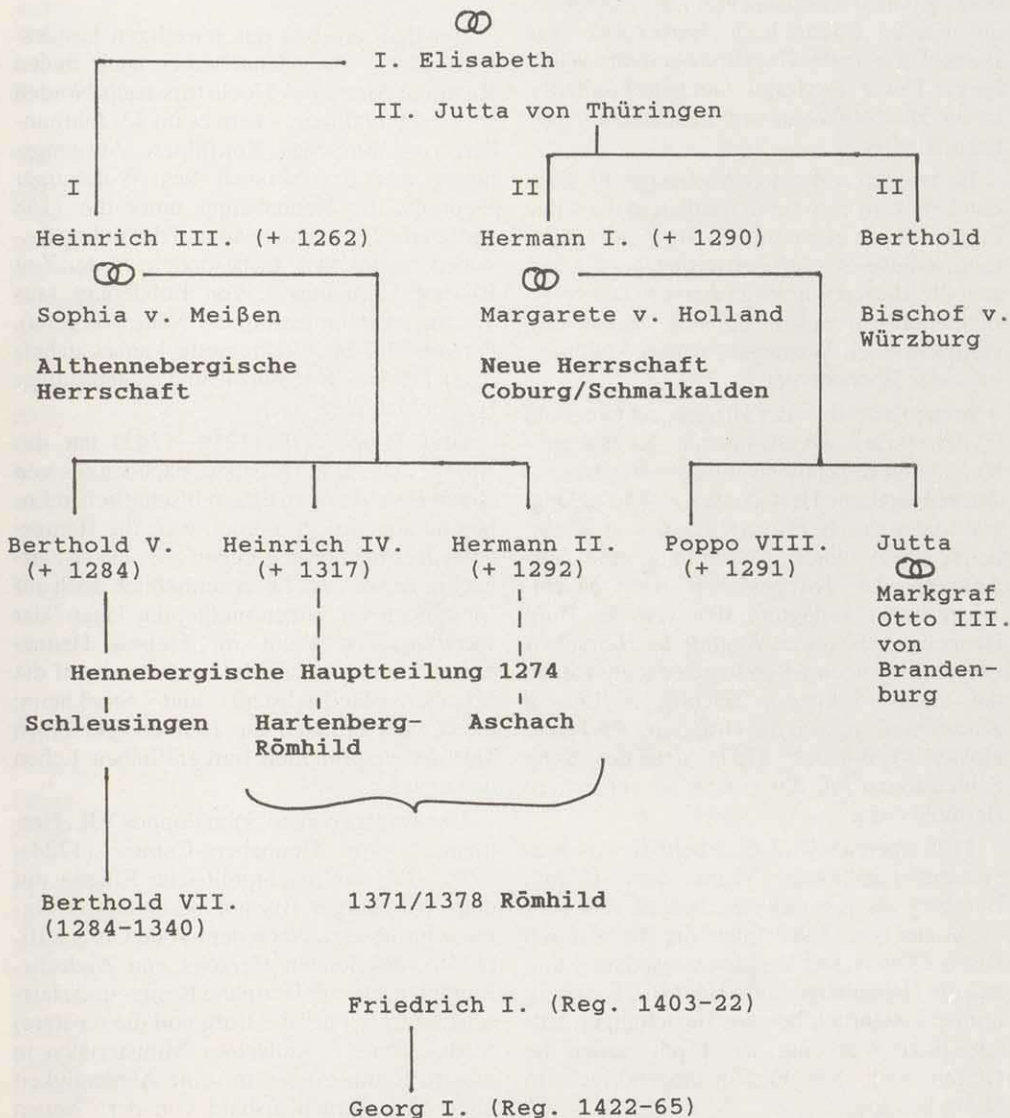 I. Elisabeth
II. Jutta von Thüringen
I II II
Heinrich III. (+ 1262) Hermann I. (+ 1290) Berthold
Sophia v. Meißen Margarete v. Holland Bischof v.
Würzburg
Althennebergische Neue Herrschaft
Herrschaft Coburg/Schmalkalden
Berthold V. Heinrich IV. Hermann II. Poppo VIII. Jutta
(+ 1284) (+ 1317) (+ 1292) (+ 1291)
Markgraf
Otto III.
von
Branden-
burg
Hennebergische Hauptteilung 1274
Schleusingen Hartenberg- Aschach
Römhild
Berthold VII. 1371/1378 Römhild
(1284-1340)
Friedrich I. (Reg. 1403-22)
Georg I. (Reg. 1422-65)